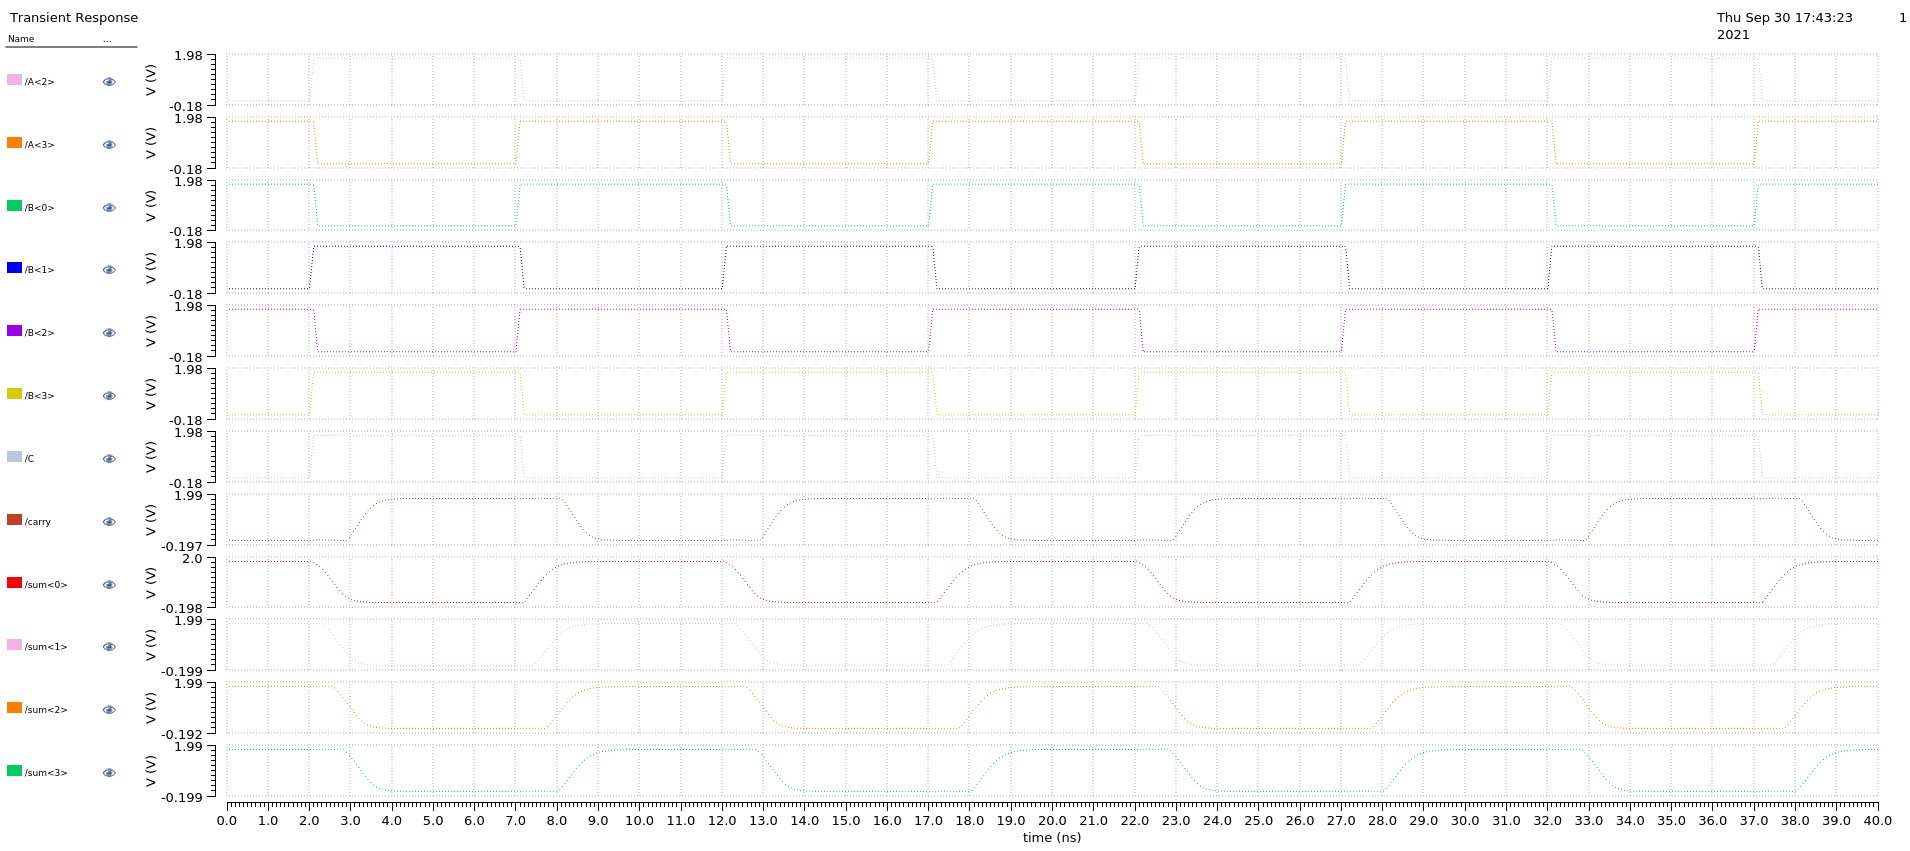 Transient Response
Thu Sep 30 17:43:23 1
2021
Name ...
/A<2>
V (V)
1.98
-0.18
/A<3>
V (V)
1.98
-0.18
/B<0>
V (V)
1.98
-0.18
/B<1>
V (V)
1.98
-0.18
/B<2>
V (V)
1.98
-0.18
/B<3>
V (V)
1.98
-0.18
/C
V (V)
1.98
-0.18
/carry
V (V)
1.99
-0.197
/sum<0>
V (V)
2.0
-0.198
/sum<1>
V (V)
1.99
-0.199
/sum<2>
V (V)
1.99
-0.192
/sum<3>
V (V)
1.99
-0.199
0.0 1.0 2.0 3.0 4.0 5.0 6.0 7.0 8.0 9.0 10.0 11.0 12.0 13.0 14.0 15.0 16.0 17.0 18.0 19.0 20.0 21.0 22.0 23.0 24.0 25.0 26.0 27.0 28.0 29.0 30.0 31.0 32.0 33.0 34.0 35.0 36.0 37.0 38.0 39.0 40.0
time (ns)